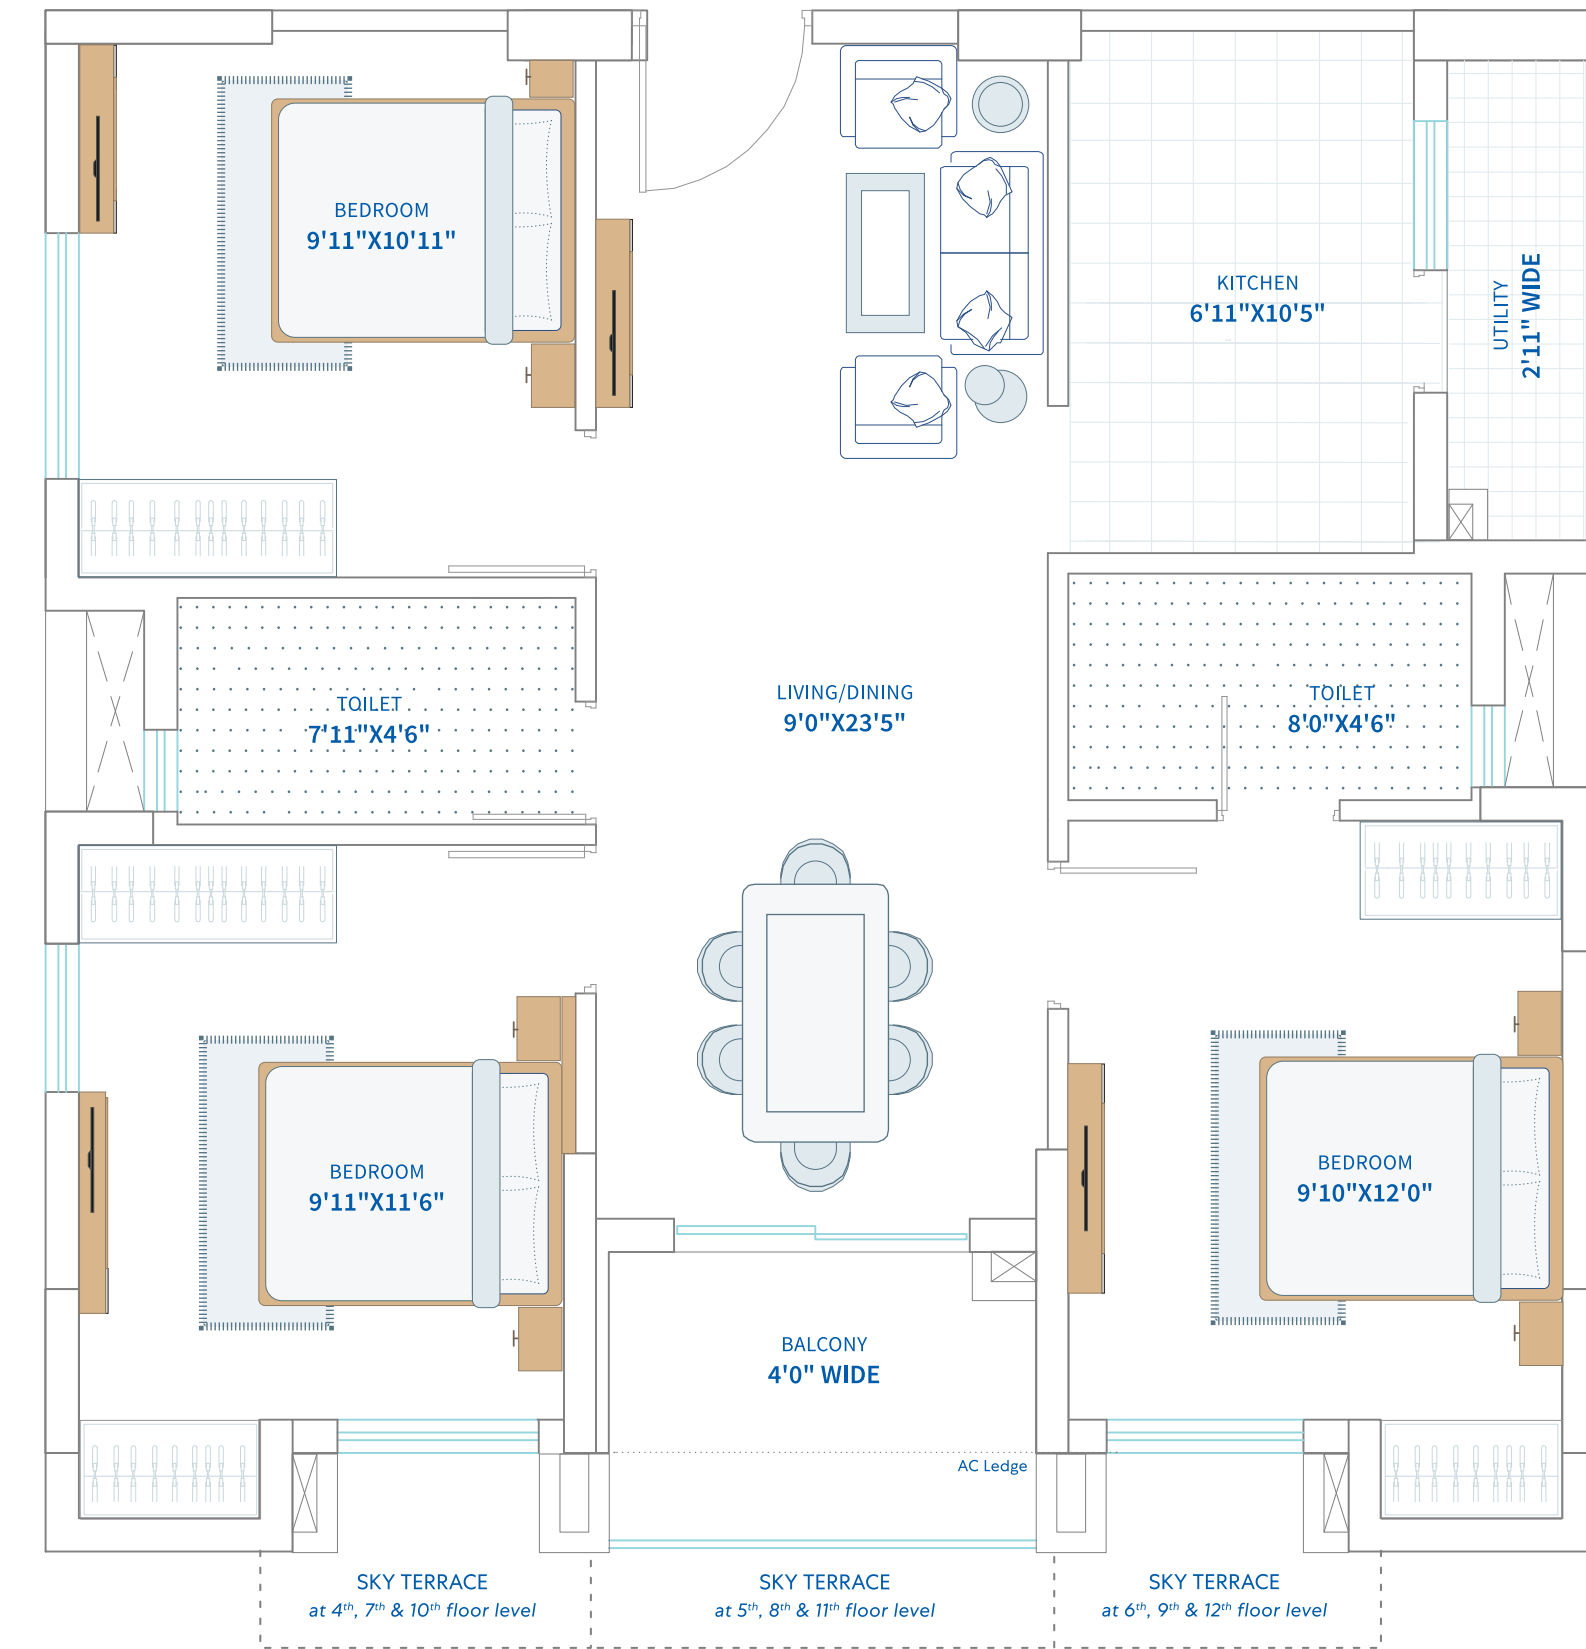 BEDROOM
9'11"X10'11"
KITCHEN
6'11"X10'5"
UTILITY
2'11" WIDE
TOILET
7'11"X4'6"
LIVING/DINING
9'0"X23'5"
TOILET
8'0"X4'6"
BEDROOM
9'11"X11'6"
BEDROOM
9'10"X12'0"
BALCONY
4'0" WIDE
AC Ledge
SKY TERRACE
at 4th, 7th & 10th floor level
SKY TERRACE
at 5th, 8th & 11th floor level
SKY TERRACE
at 6th, 9th & 12th floor level